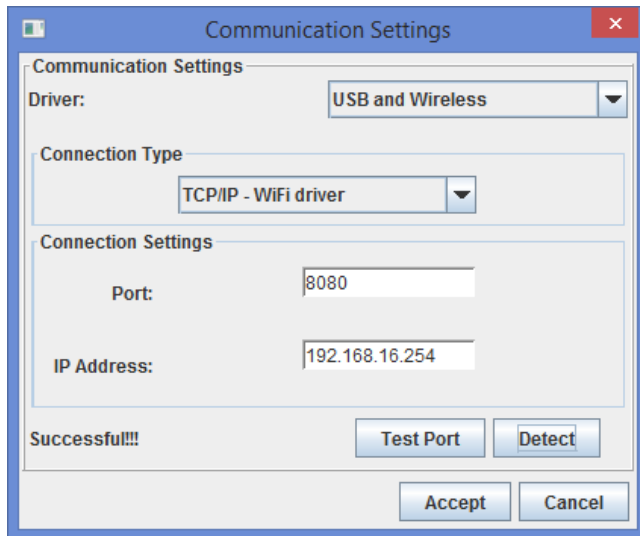 Communication Settings
Communication Settings
Driver: USB and Wireless
Connection Type
TCP/IP - WiFi driver
Connection Settings
Port: 8080
IP Address: 192.168.16.254
Successful!!! Test Port Detect
Accept Cancel